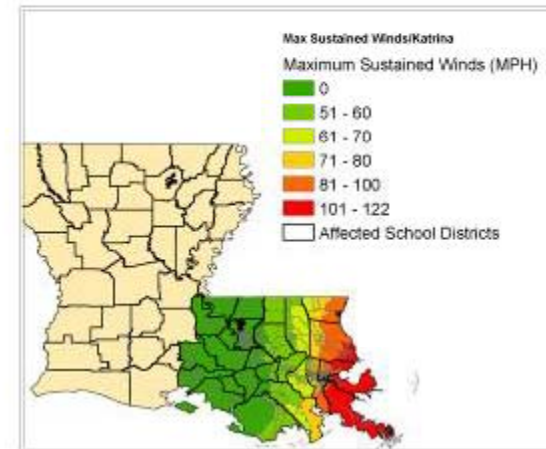 Max Sustained Winds/Katrina
Maximum Sustained Winds (MPH)
0
51 - 60
61 - 70
71 - 80
81 - 100
101 - 122
Affected School Districts